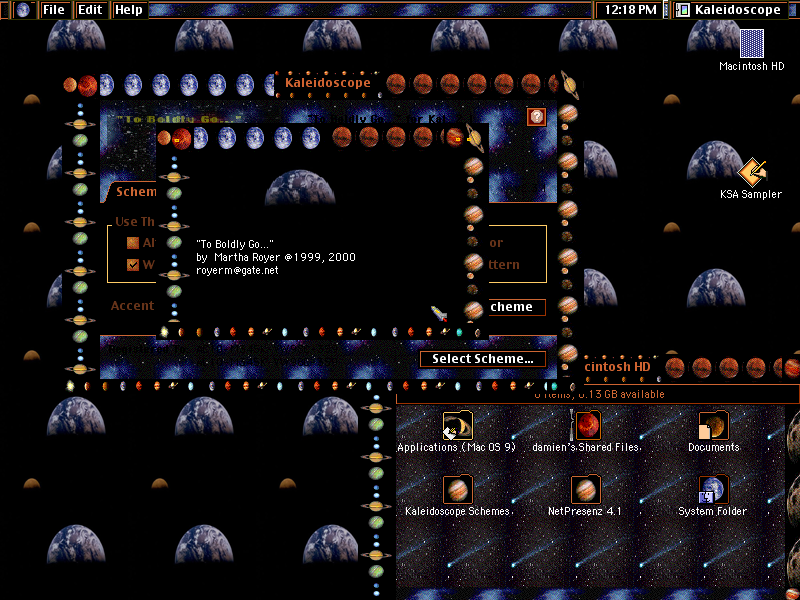 File Edit Help 12:18 PM Kaleidoscope
Macintosh HD
Kaleidoscope
"To Boldly Go..."
Schem
KSA Sampler
Use Th
or
"To Boldly Go..."
by Martha Royer @1999, 2000
royerm@gate.net
ttern
Accent
cheme
Select Scheme...
cintosh HD
items, 6.13 GB available
Applications (Mac OS 9) damien's Shared Files Documents
Kaleidoscope Schemes NetPresenz 4.1 System Folder